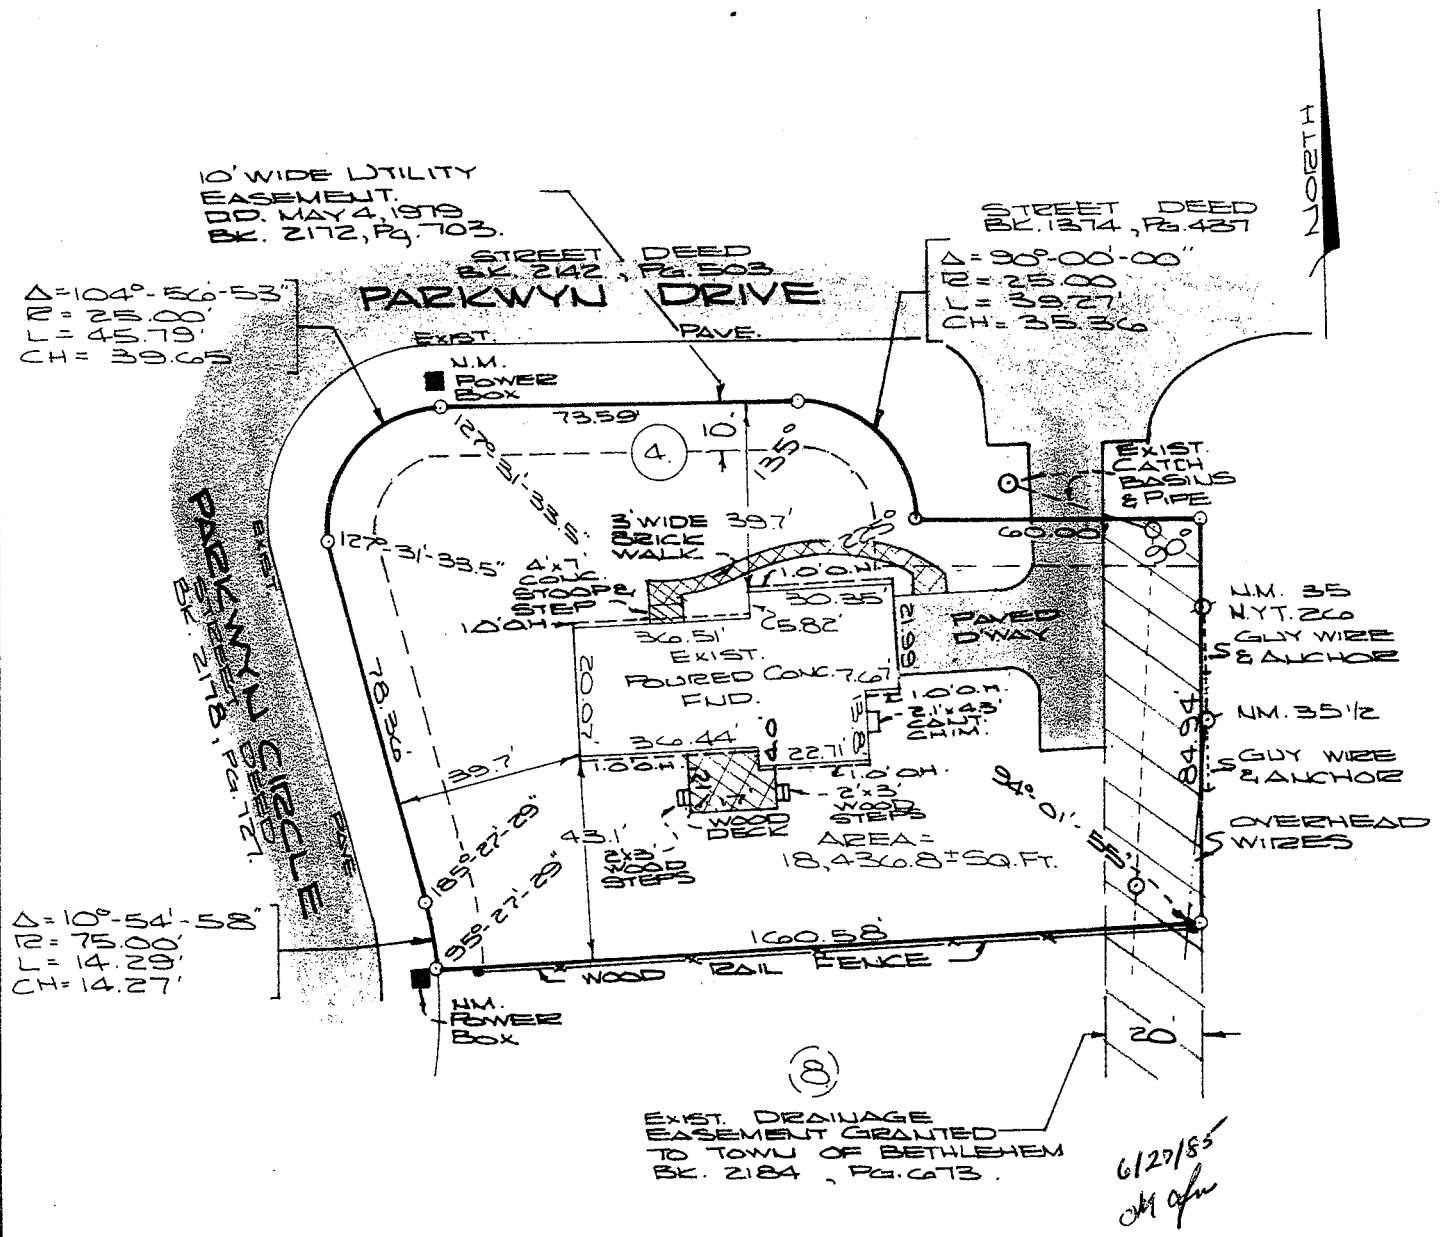 NORTH
10' WIDE UTILITY
EASEMENT.
DD. MAY 4, 1979
BK. 2172, Pg. 703.
STREET DEED
BK. 2142, PG. 503
PARKWYN DRIVE
STREET DEED
BK. 1374, PG. 437
Δ=90°-00'-00"
R = 25.00
L = 39.27'
CH = 35.36
Δ=104°-56'-53"
R = 25.00'
L = 45.79'
CH = 39.65
EXIST. PAVE.
N.M.
POWER
BOX
73.59'
10'
4.
135°
127°-31'-33.5"
127°-31'-33.5"
EXIST.
CATCH
BASINS
& PIPE
3' WIDE
BRICK
WALK
39.7'
225°
60.00'
90°
4'x7'
CONC.
STOOP &
STEP
1.0'O.H.
1.0'O.H.
30.35'
36.51'
5.82'
EXIST.
POURED CONC.
FND.
7.67'
PAVED
D'WAY
N.M. 35
N.Y.T. 26
GUY WIRE
& ANCHOR
N.M. 35 1/2
GUY WIRE
& ANCHOR
OVERHEAD
WIRES
84.94'
1.0'O.H.
2.1'x4.3'
CANT.
CHIM.
36.44'
4.0'
22.71'
1.0'O.H.
1.0'O.H.
12'
17'
WOOD
DECK
2'x3'
WOOD
STEPS
2'x3'
WOOD
STEPS
39.7'
43.1'
AREA =
18,436.8± SQ. FT.
94°-01'-55"
78.36'
EXIST. PAVE
PARKWYN CIRCLE
STREET DEED
BK. 2178, PG. 727.
185°-27'-29"
95°-27'-29"
Δ=10°-54'-58"
R = 75.00'
L = 14.29'
CH= 14.27'
160.58'
WOOD RAIL FENCE
N.M.
POWER
BOX
20'
8
EXIST. DRAINAGE
EASEMENT GRANTED
TO TOWN OF BETHLEHEM
BK. 2184, PG. 673.
6/27/85